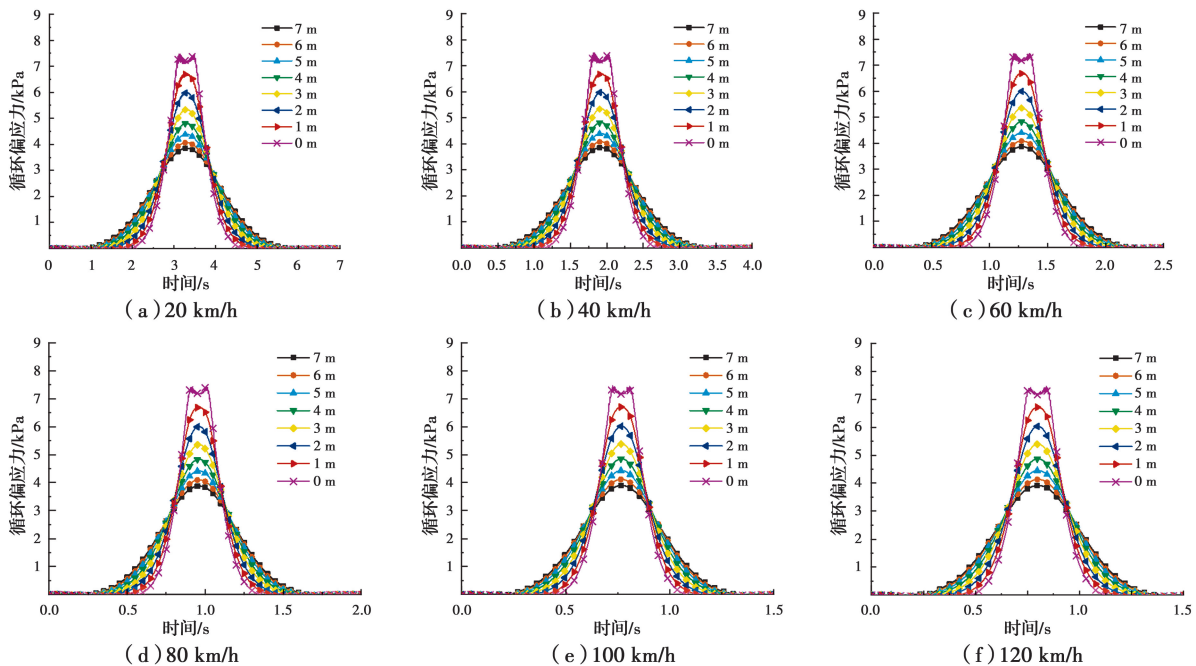 循环偏应力/kPa
9
8
7
6
5
4
3
2
1
7 m
6 m
5 m
4 m
3 m
2 m
1 m
0 m
0 1 2 3 4 5 6 7
时间/s
(a)20 km/h
循环偏应力/kPa
9
8
7
6
5
4
3
2
1
7 m
6 m
5 m
4 m
3 m
2 m
1 m
0 m
0.0 0.5 1.0 1.5 2.0 2.5 3.0 3.5 4.0
时间/s
(b)40 km/h
循环偏应力/kPa
9
8
7
6
5
4
3
2
1
7 m
6 m
5 m
4 m
3 m
2 m
1 m
0 m
0.0 0.5 1.0 1.5 2.0 2.5
时间/s
(c)60 km/h
循环偏应力/kPa
9
8
7
6
5
4
3
2
1
7 m
6 m
5 m
4 m
3 m
2 m
1 m
0 m
0.0 0.5 1.0 1.5 2.0
时间/s
(d)80 km/h
循环偏应力/kPa
9
8
7
6
5
4
3
2
1
7 m
6 m
5 m
4 m
3 m
2 m
1 m
0 m
0.0 0.5 1.0 1.5
时间/s
(e)100 km/h
循环偏应力/kPa
9
8
7
6
5
4
3
2
1
7 m
6 m
5 m
4 m
3 m
2 m
1 m
0 m
0.0 0.5 1.0 1.5
时间/s
(f)120 km/h